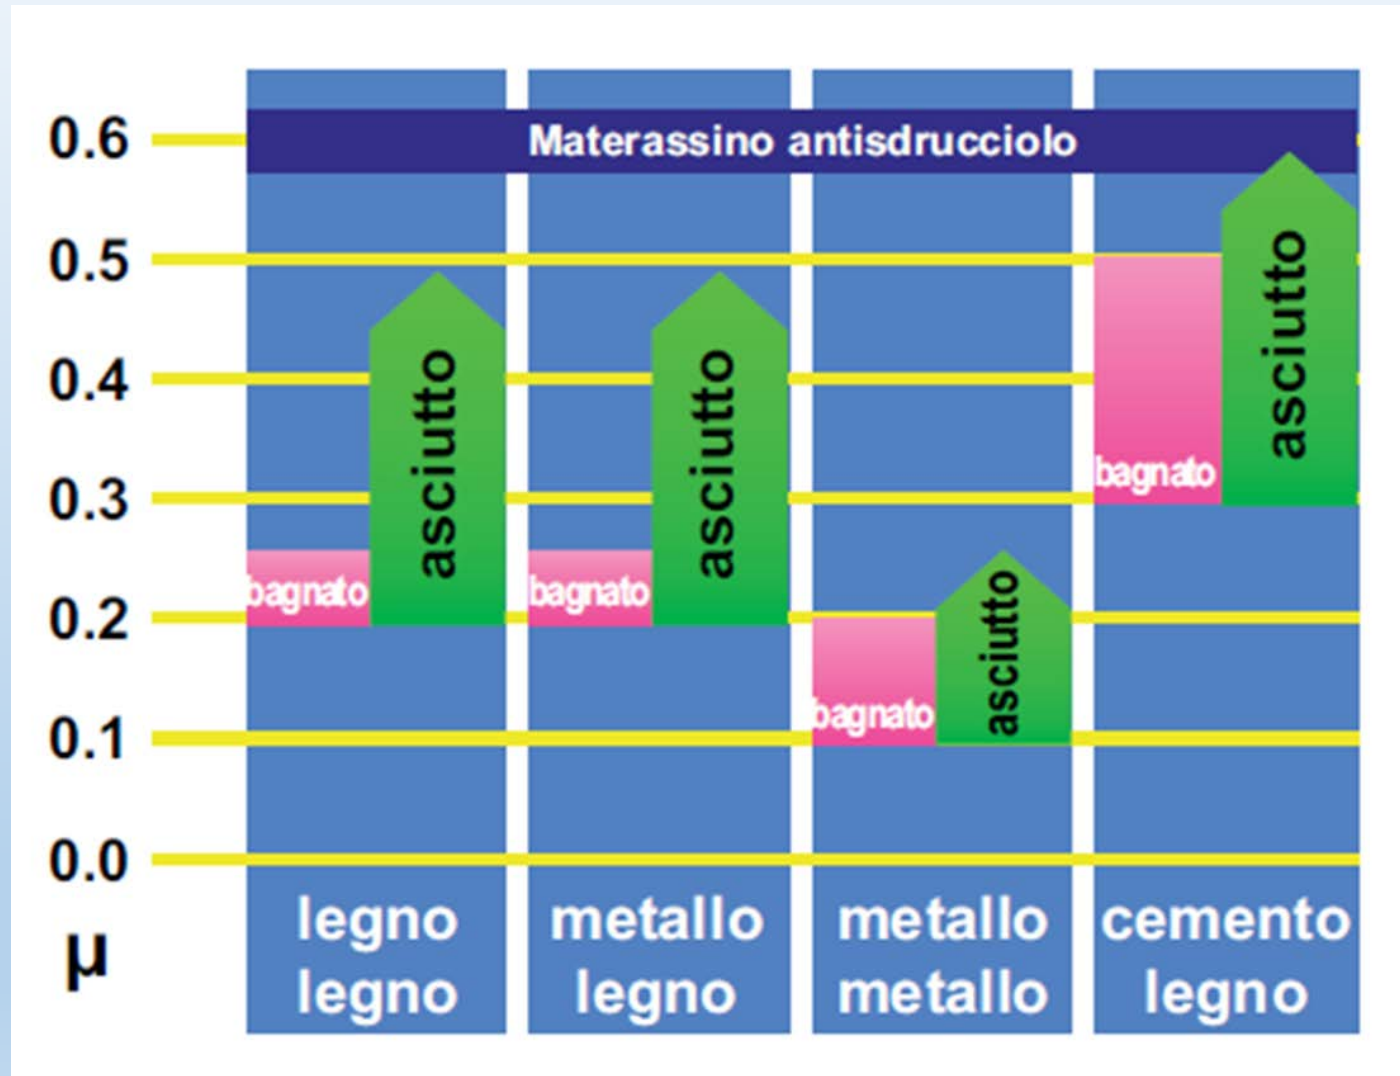 0.6
Materassino antisdrucciolo
0.5
0.4
0.3
0.2
0.1
0.0
µ
bagnato
asciutto
bagnato
asciutto
bagnato
asciutto
bagnato
asciutto
legno
legno
metallo
legno
metallo
metallo
cemento
legno